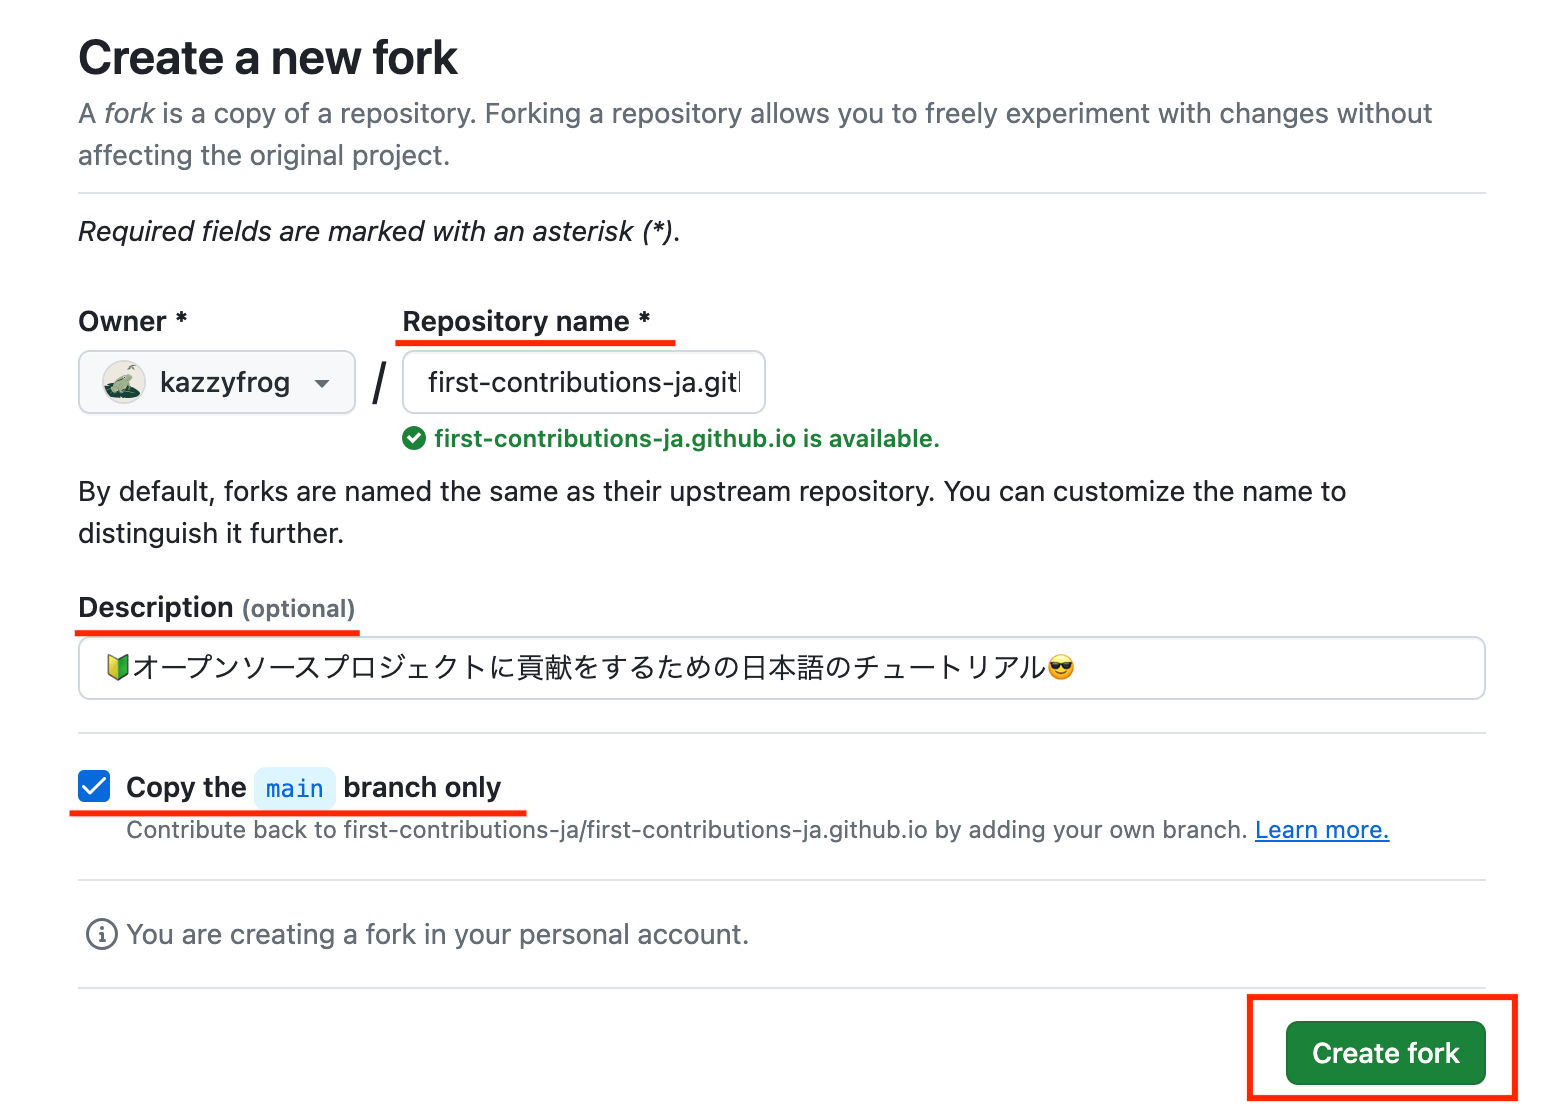 Create a new fork
A fork is a copy of a repository. Forking a repository allows you to freely experiment with changes without
affecting the original project.
Required fields are marked with an asterisk (*).
Owner *
Repository name *
kazzyfrog
/
first-contributions-ja.git
first-contributions-ja.github.io is available.
By default, forks are named the same as their upstream repository. You can customize the name to
distinguish it further.
Description (optional)
🔰オープンソースプロジェクトに貢献をするための日本語のチュートリアル😎
Copy the main branch only
Contribute back to first-contributions-ja/first-contributions-ja.github.io by adding your own branch. Learn more.
You are creating a fork in your personal account.
Create fork